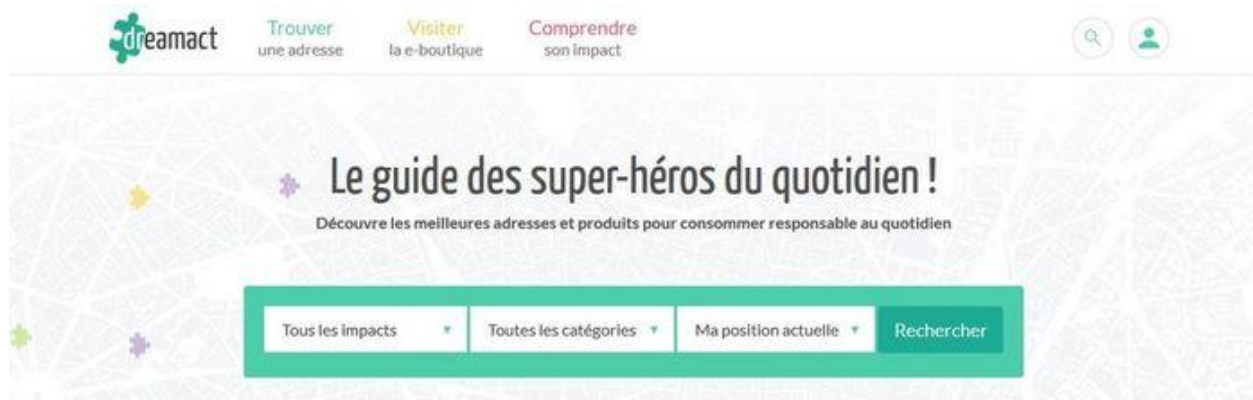 dreamact
Trouver
une adresse
Visiter
la e-boutique
Comprendre
son impact
Le guide des super-héros du quotidien !
Découvre les meilleures adresses et produits pour consommer responsable au quotidien
Tous les impacts
Toutes les catégories
Ma position actuelle
Rechercher